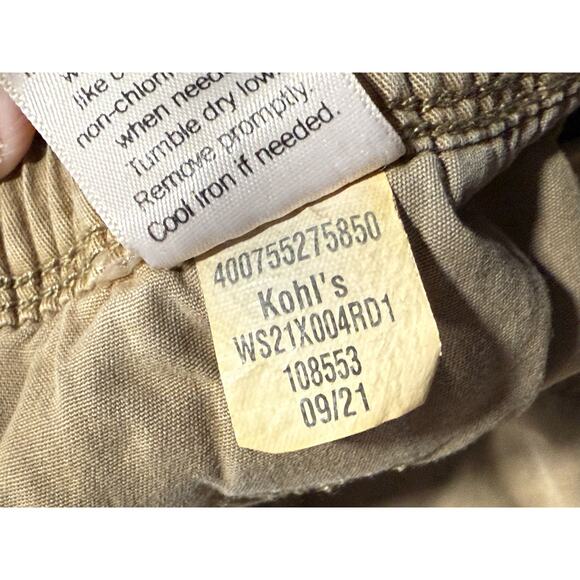 like
non-chlorin
when need
Tumble dry low.
Remove promptly.
Cool iron if needed.
400755275850
Kohl's
WS21X004RD1
108553
09/21